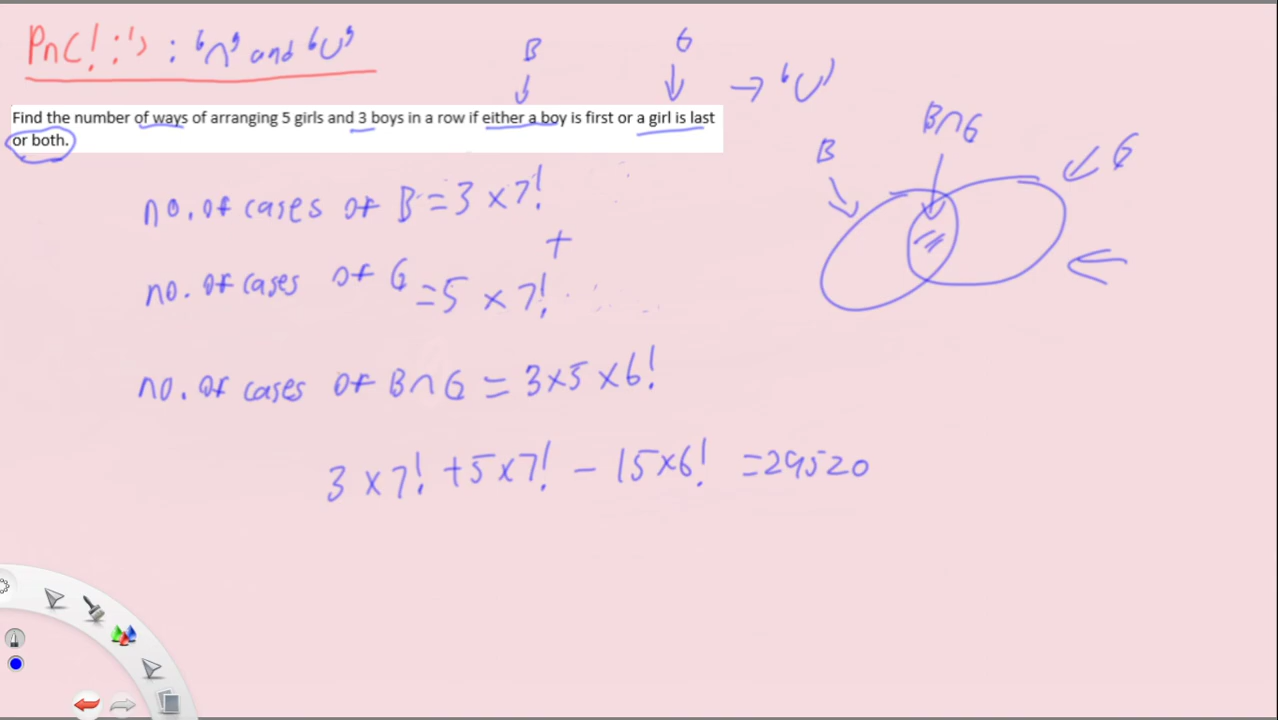 PnC! :') : "∩" and "∪"
B
G
→ "∪"
Find the number of ways of arranging 5 girls and 3 boys in a row if either a boy is first or a girl is last
or both.
B∩G
B
G
no. of cases of B = 3 × 7!
+
no. of cases of G = 5 × 7!
no. of cases of B∩G = 3×5×6!
3 × 7! + 5 × 7! - 15×6! = 29520